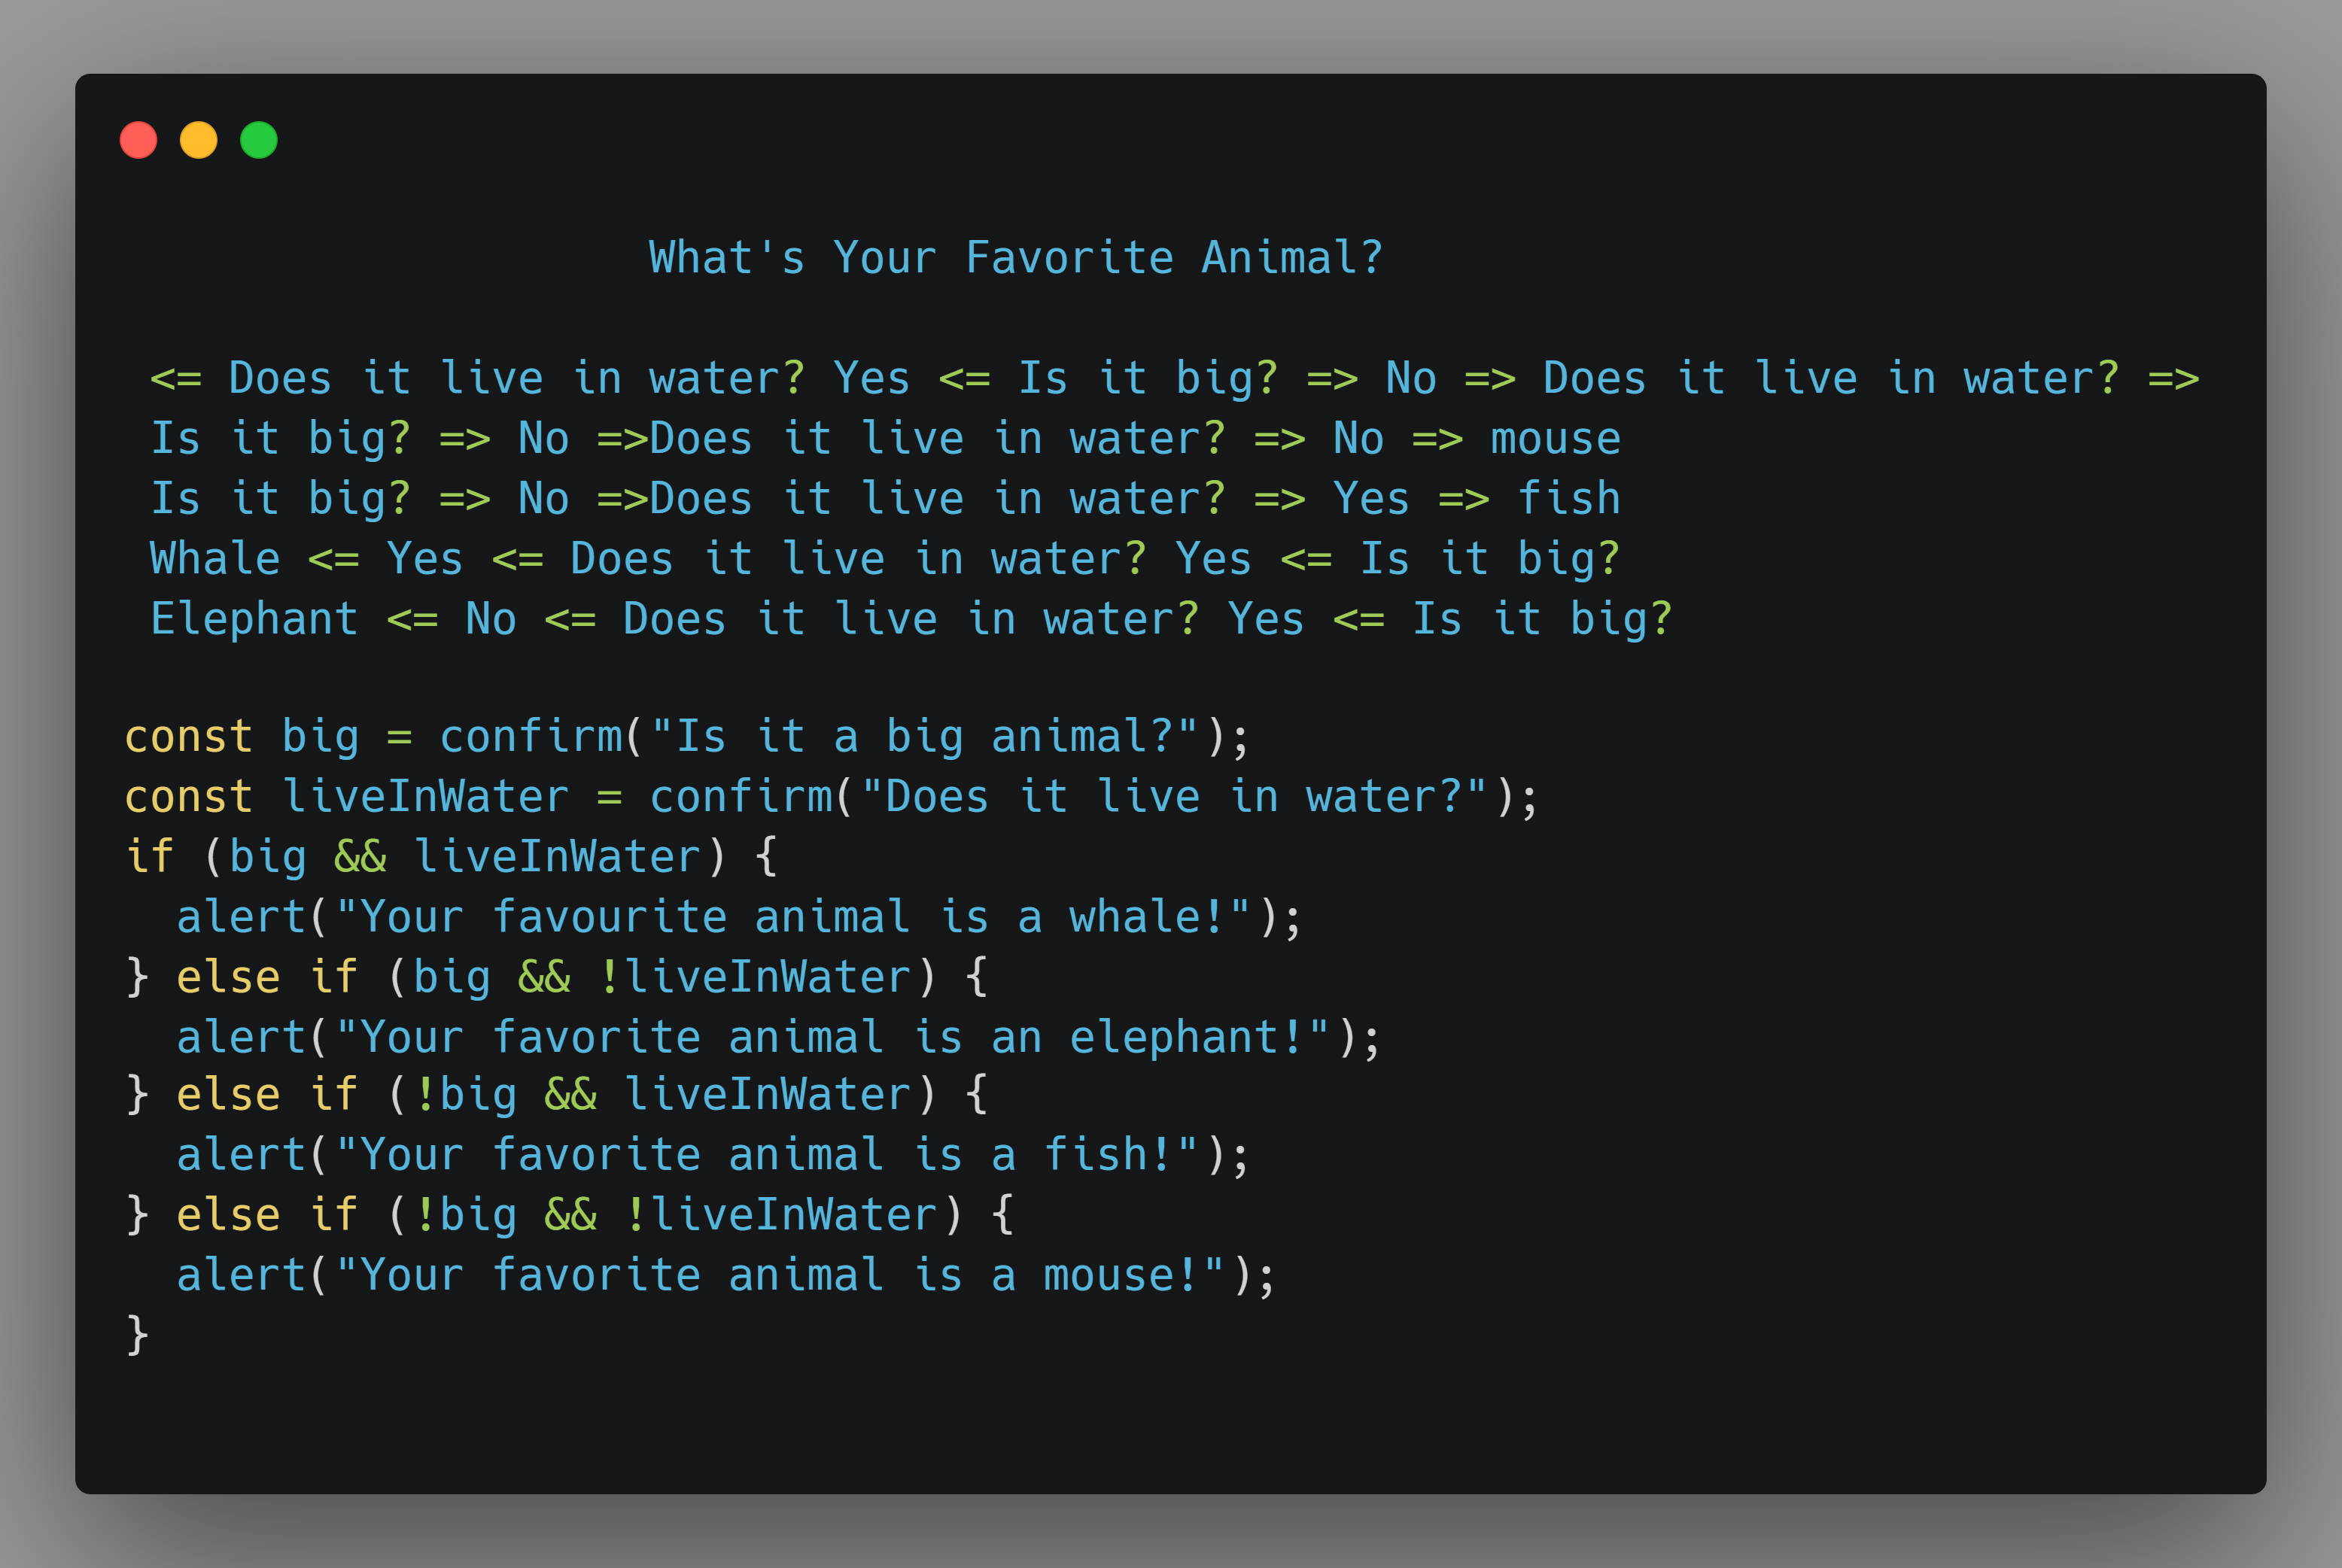 What's Your Favorite Animal?
<= Does it live in water? Yes <= Is it big? => No => Does it live in water? =>
Is it big? => No =>Does it live in water? => No => mouse
Is it big? => No =>Does it live in water? => Yes => fish
Whale <= Yes <= Does it live in water? Yes <= Is it big?
Elephant <= No <= Does it live in water? Yes <= Is it big?
const big = confirm("Is it a big animal?");
const liveInWater = confirm("Does it live in water?");
if (big && liveInWater) {
  alert("Your favourite animal is a whale!");
} else if (big && !liveInWater) {
  alert("Your favorite animal is an elephant!");
} else if (!big && liveInWater) {
  alert("Your favorite animal is a fish!");
} else if (!big && !liveInWater) {
  alert("Your favorite animal is a mouse!");
}